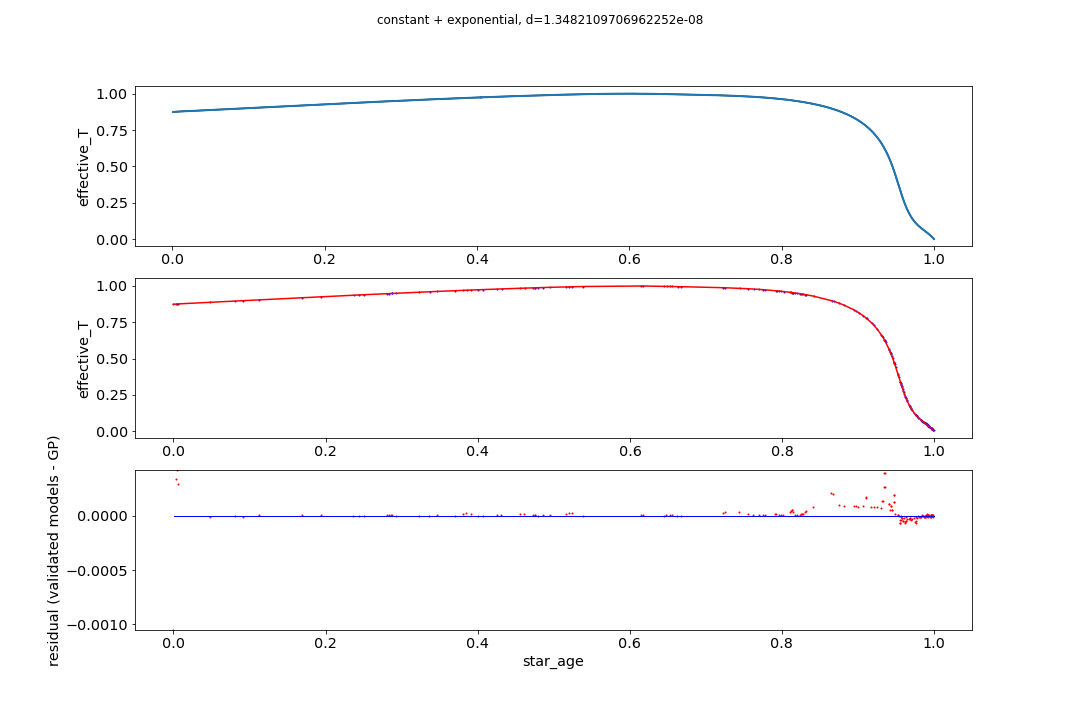 constant + exponential, d=1.3482109706962252e-08
1.00
0.75
0.50
0.25
0.00
effective_T
0.0 0.2 0.4 0.6 0.8 1.0
1.00
0.75
0.50
0.25
0.00
effective_T
0.0 0.2 0.4 0.6 0.8 1.0
0.0000
−0.0005
−0.0010
residual (validated models - GP)
0.0 0.2 0.4 0.6 0.8 1.0
star_age